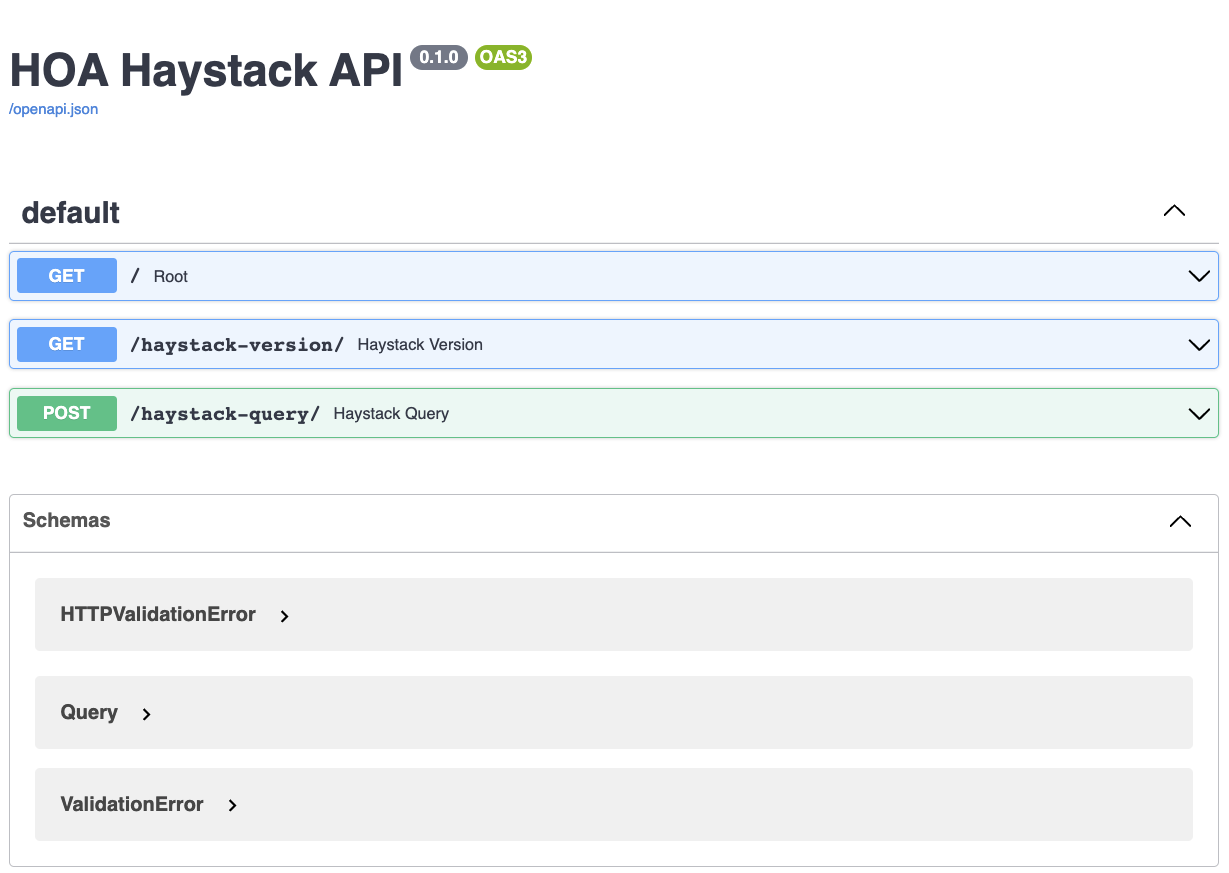 HOA Haystack API 0.1.0 OAS3
/openapi.json
default
GET / Root
GET /haystack-version/ Haystack Version
POST /haystack-query/ Haystack Query
Schemas
HTTPValidationError
Query
ValidationError